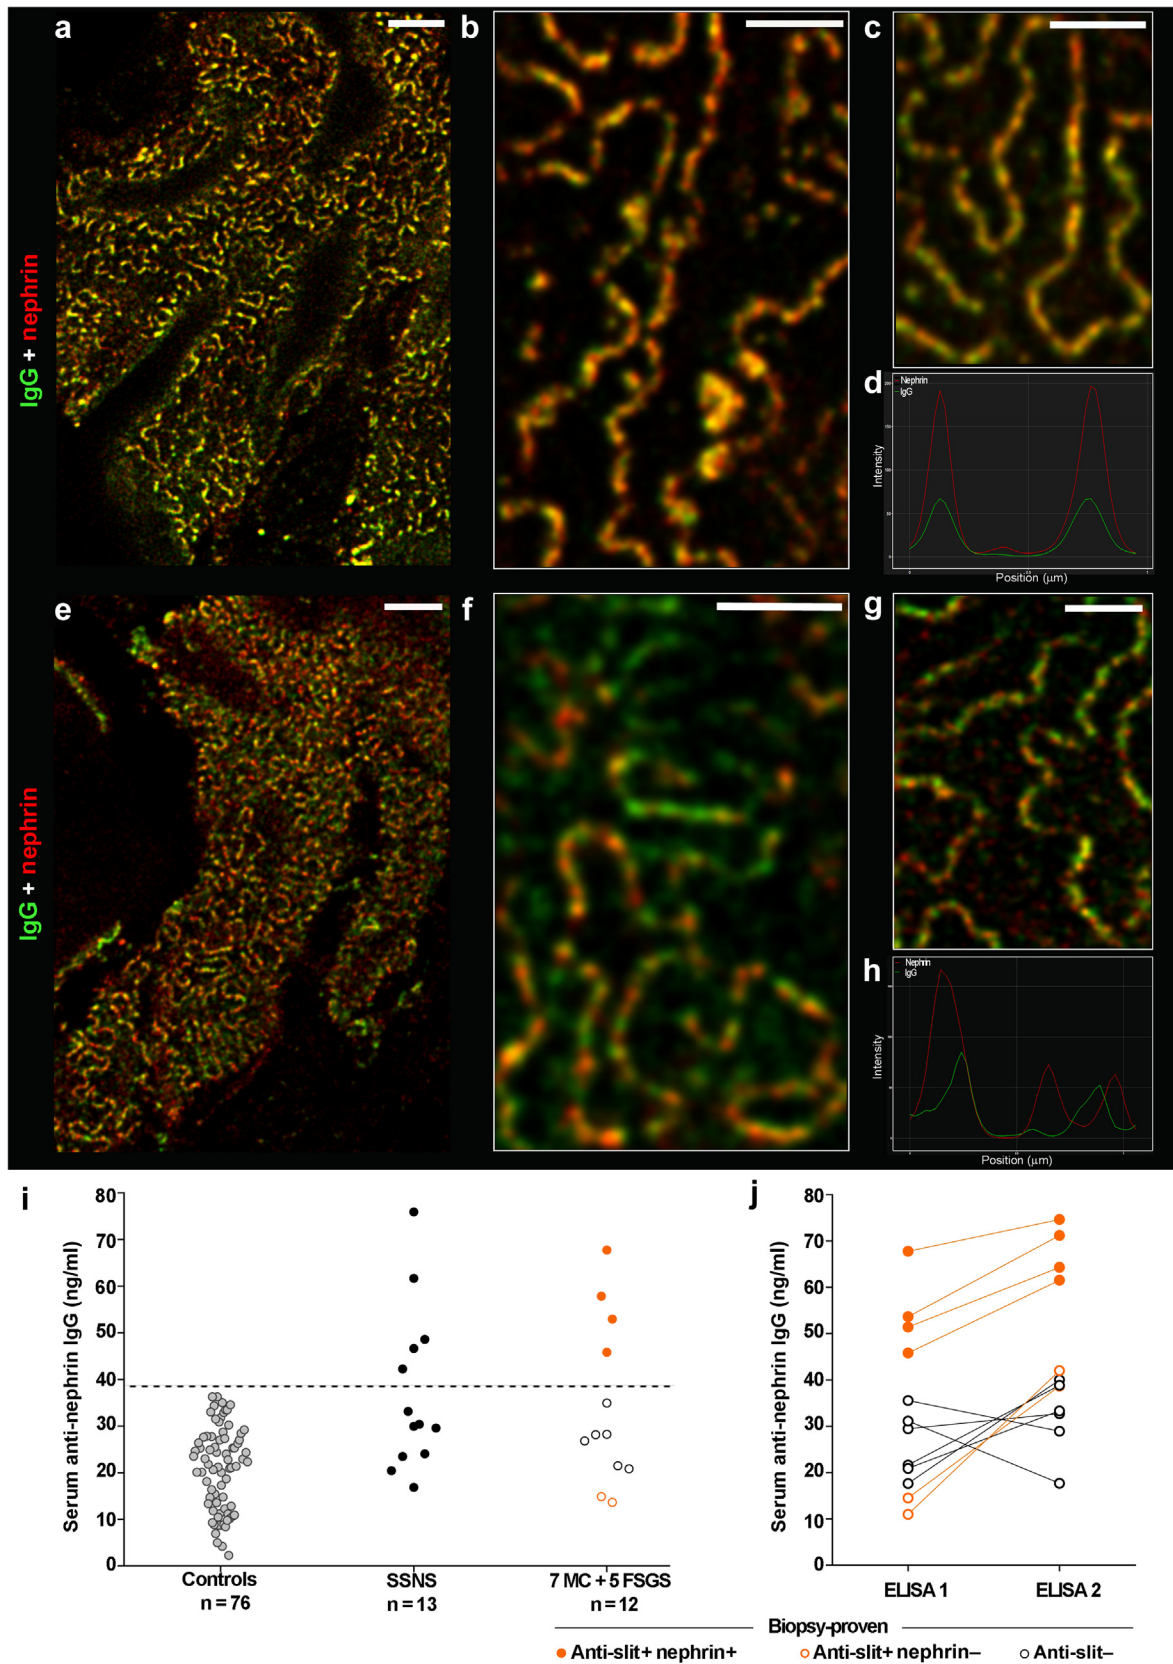 a
b
c
IgG + nephrin
d
Nephrin
IgG
Intensity
Position (μm)
e
f
g
IgG + nephrin
h
Nephrin
IgG
Intensity
Position (μm)
i
Serum anti-nephrin IgG (ng/ml)
80
70
60
50
40
30
20
10
0
Controls
n = 76
SSNS
n = 13
7 MC + 5 FSGS
n = 12
j
Serum anti-nephrin IgG (ng/ml)
80
70
60
50
40
30
20
10
0
ELISA 1
ELISA 2
Biopsy-proven
Anti-slit+ nephrin+
Anti-slit+ nephrin–
Anti-slit–